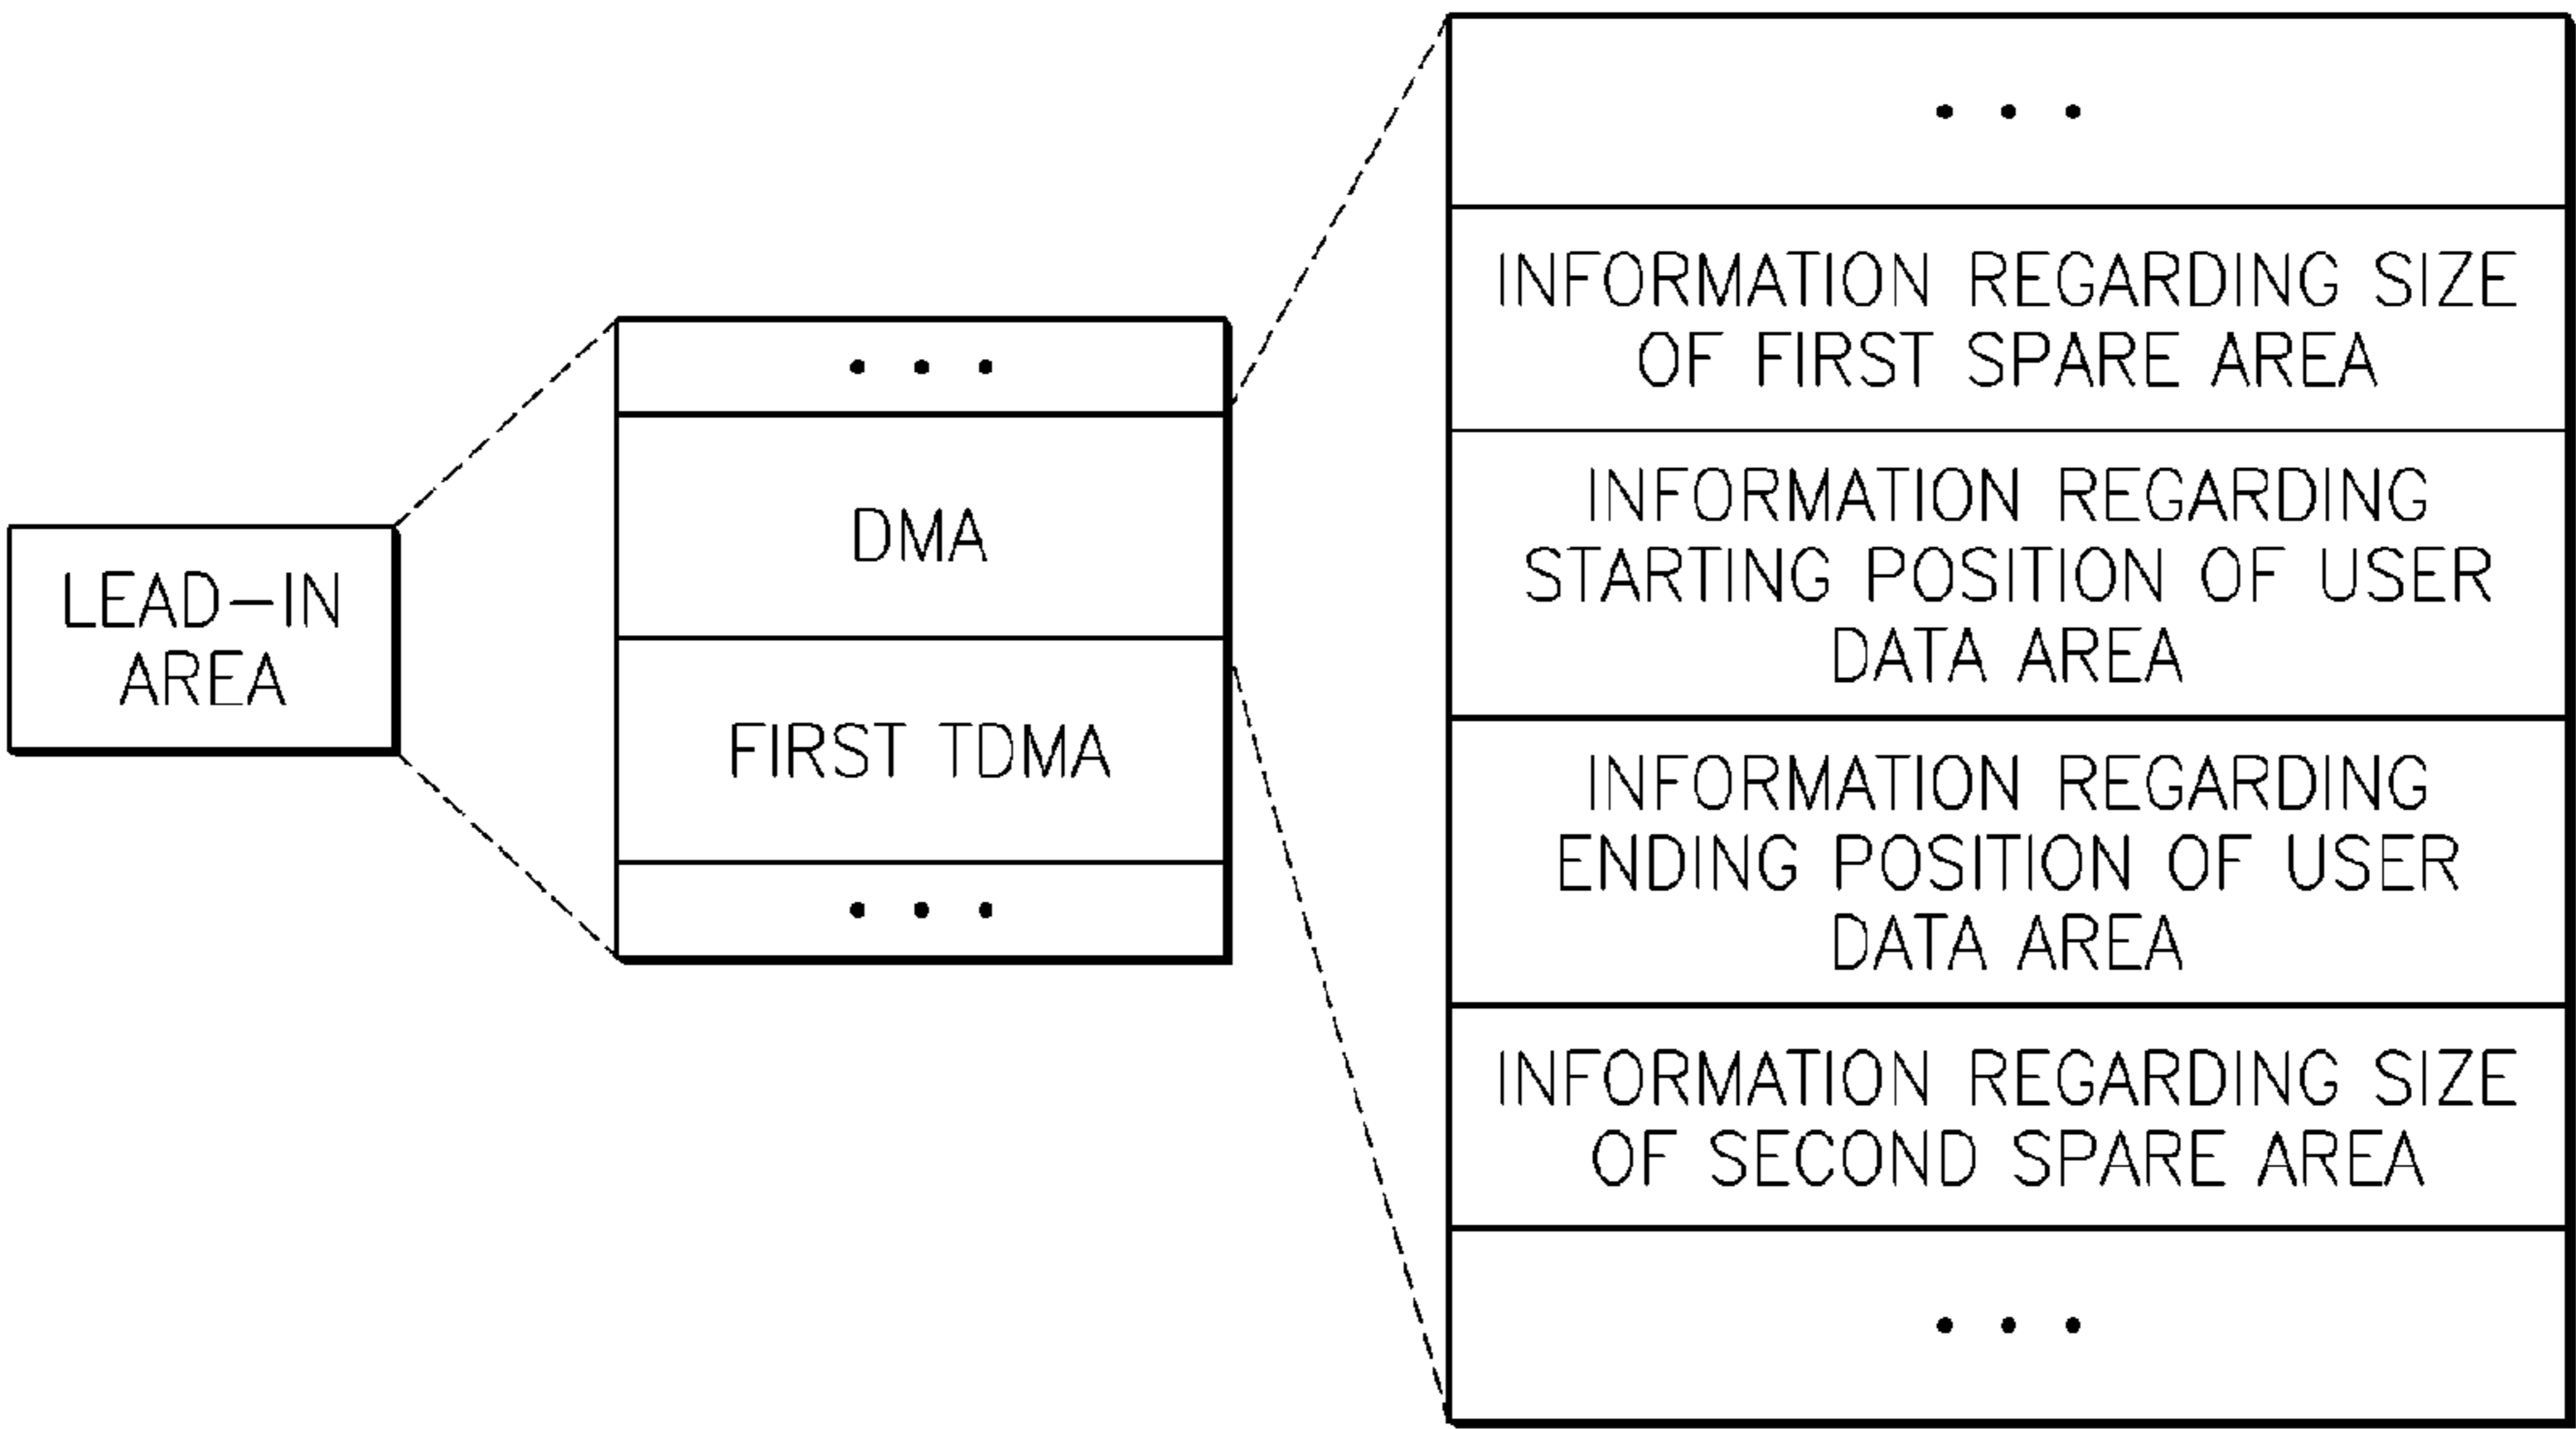 LEAD-IN
AREA
• • •
DMA
FIRST TDMA
• • •
• • •
INFORMATION REGARDING SIZE
OF FIRST SPARE AREA
INFORMATION REGARDING
STARTING POSITION OF USER
DATA AREA
INFORMATION REGARDING
ENDING POSITION OF USER
DATA AREA
INFORMATION REGARDING SIZE
OF SECOND SPARE AREA
• • •